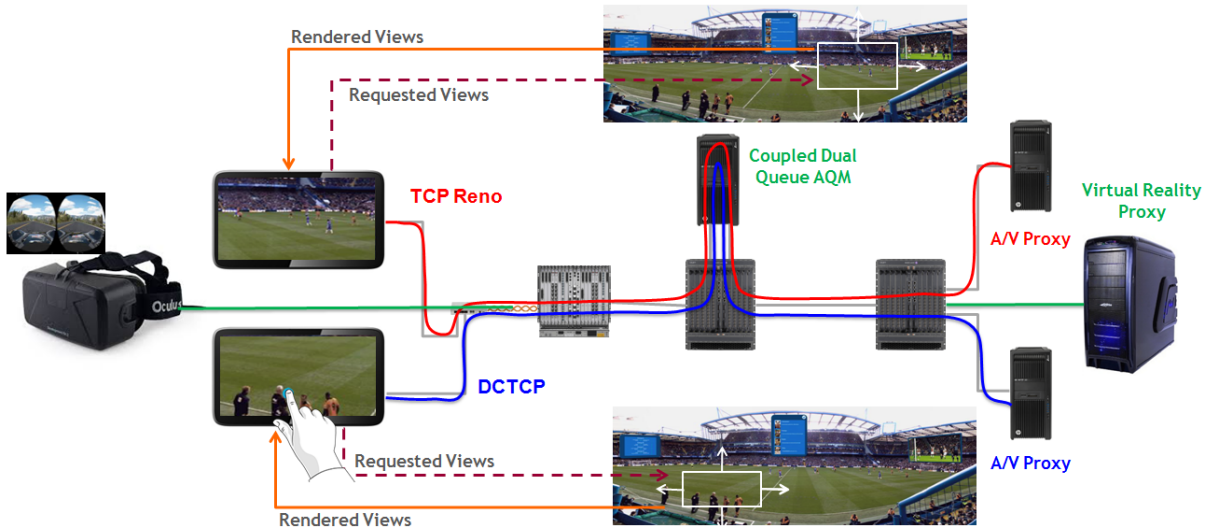 Rendered Views
Requested Views
TCP Reno
Coupled Dual
Queue AQM
Virtual Reality
Proxy
A/V Proxy
Oculus
DCTCP
A/V Proxy
Requested Views
Rendered Views